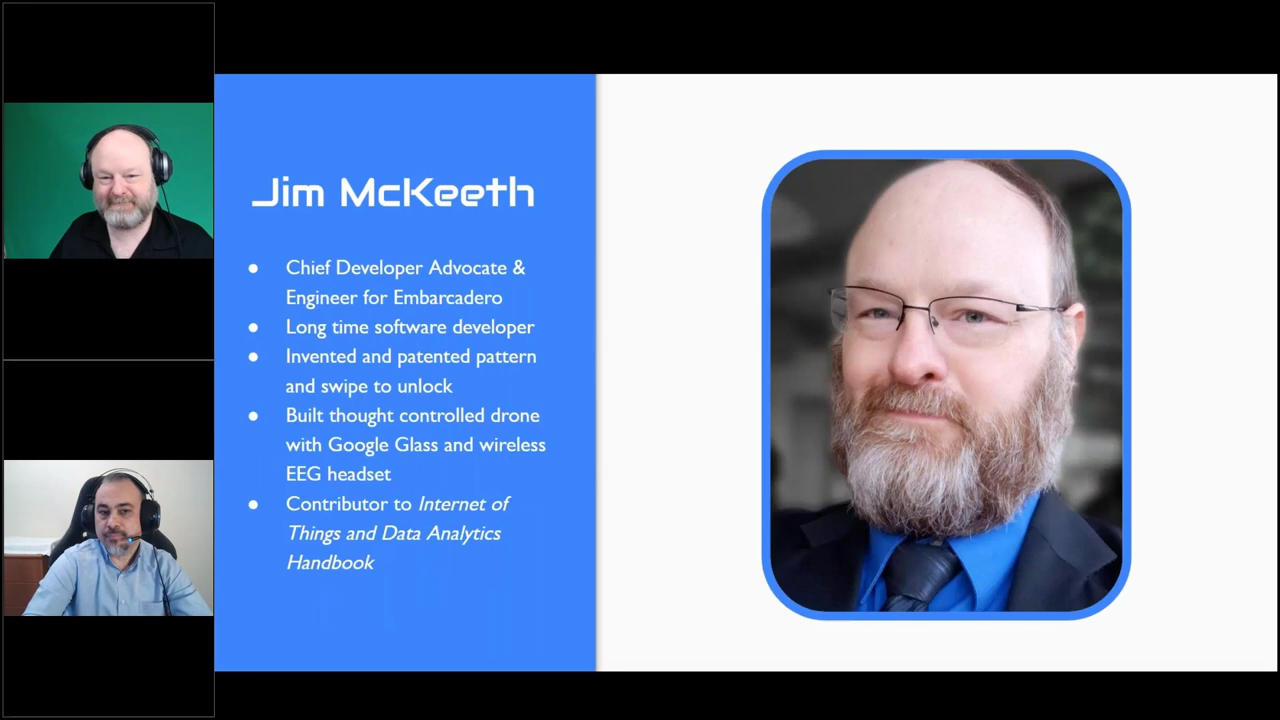 Jim McKeeth
● Chief Developer Advocate &
Engineer for Embarcadero
● Long time software developer
● Invented and patented pattern
and swipe to unlock
● Built thought controlled drone
with Google Glass and wireless
EEG headset
● Contributor to Internet of
Things and Data Analytics
Handbook